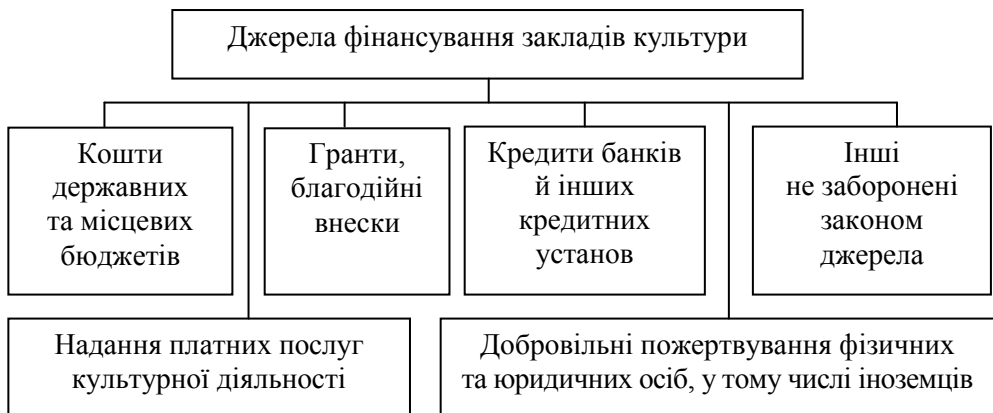 Джерела фінансування закладів культури
Кошти
державних
та місцевих
бюджетів
Гранти,
благодійні
внески
Кредити банків
й інших
кредитних
установ
Інші
не заборонені
законом
джерела
Надання платних послуг
культурної діяльності
Добровільні пожертвування фізичних
та юридичних осіб, у тому числі іноземців